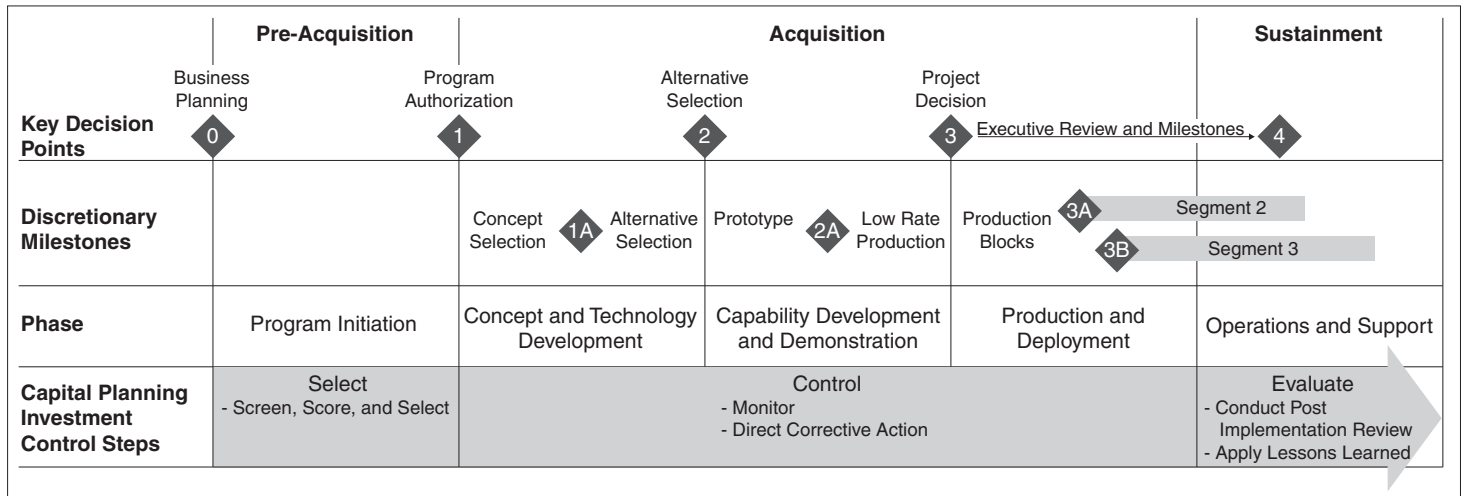 Pre-Acquisition
Acquisition
Sustainment
Business
Planning
Program
Authorization
Alternative
Selection
Project
Decision
Key Decision
Points
0
1
2
3
Executive Review and Milestones
4
Discretionary
Milestones
Concept
Selection
1A
Alternative
Selection
Prototype
2A
Low Rate
Production
Production
Blocks
3A
Segment 2
3B
Segment 3
Phase
Program Initiation
Concept and Technology
Development
Capability Development
and Demonstration
Production and
Deployment
Operations and Support
Capital Planning
Investment
Control Steps
Select
- Screen, Score, and Select
Control
- Monitor
- Direct Corrective Action
Evaluate
- Conduct Post
Implementation Review
- Apply Lessons Learned